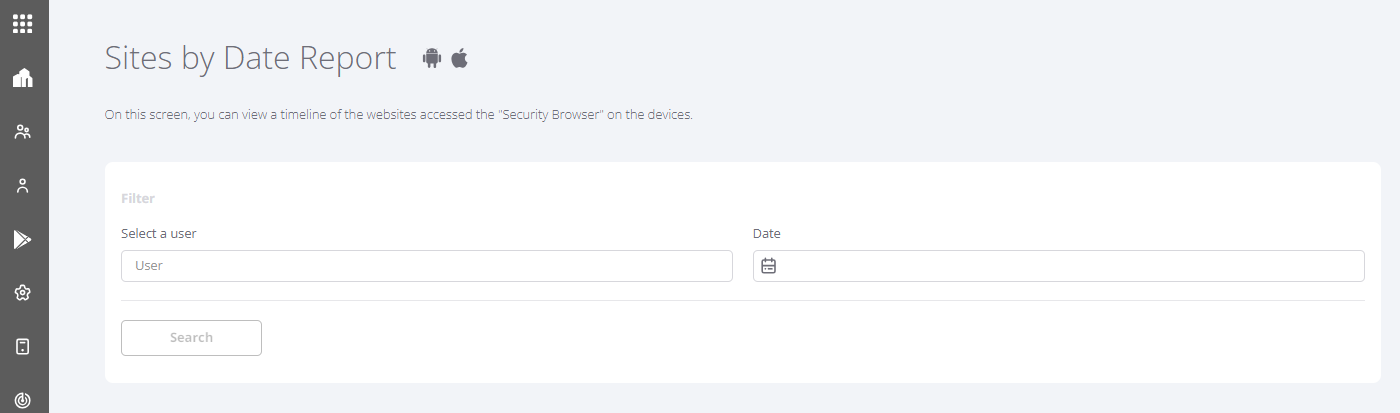 Sites by Date Report
On this screen, you can view a timeline of the websites accessed the "Security Browser" on the devices.
Filter
Select a user
Date
User
Search